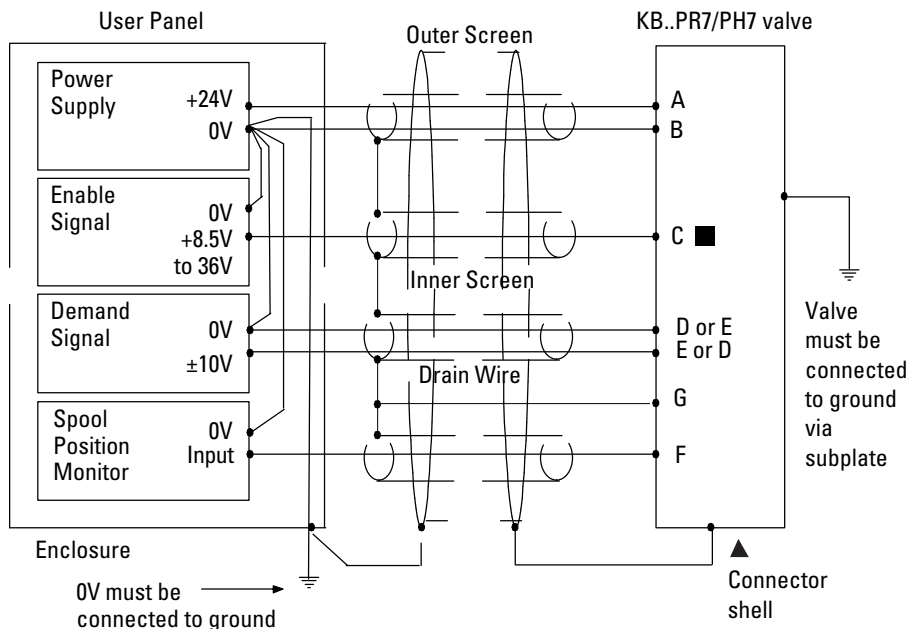 User Panel
Outer Screen
KB..PR7/PH7 valve
Power
Supply
+24V
0V
A
B
Enable
Signal
0V
+8.5V
to 36V
C
Inner Screen
Demand
Signal
0V
±10V
D or E
E or D
Drain Wire
G
Spool
Position
Monitor
0V
Input
F
Valve
must be
connected
to ground
via
subplate
Enclosure
0V must be
connected to ground
Connector
shell